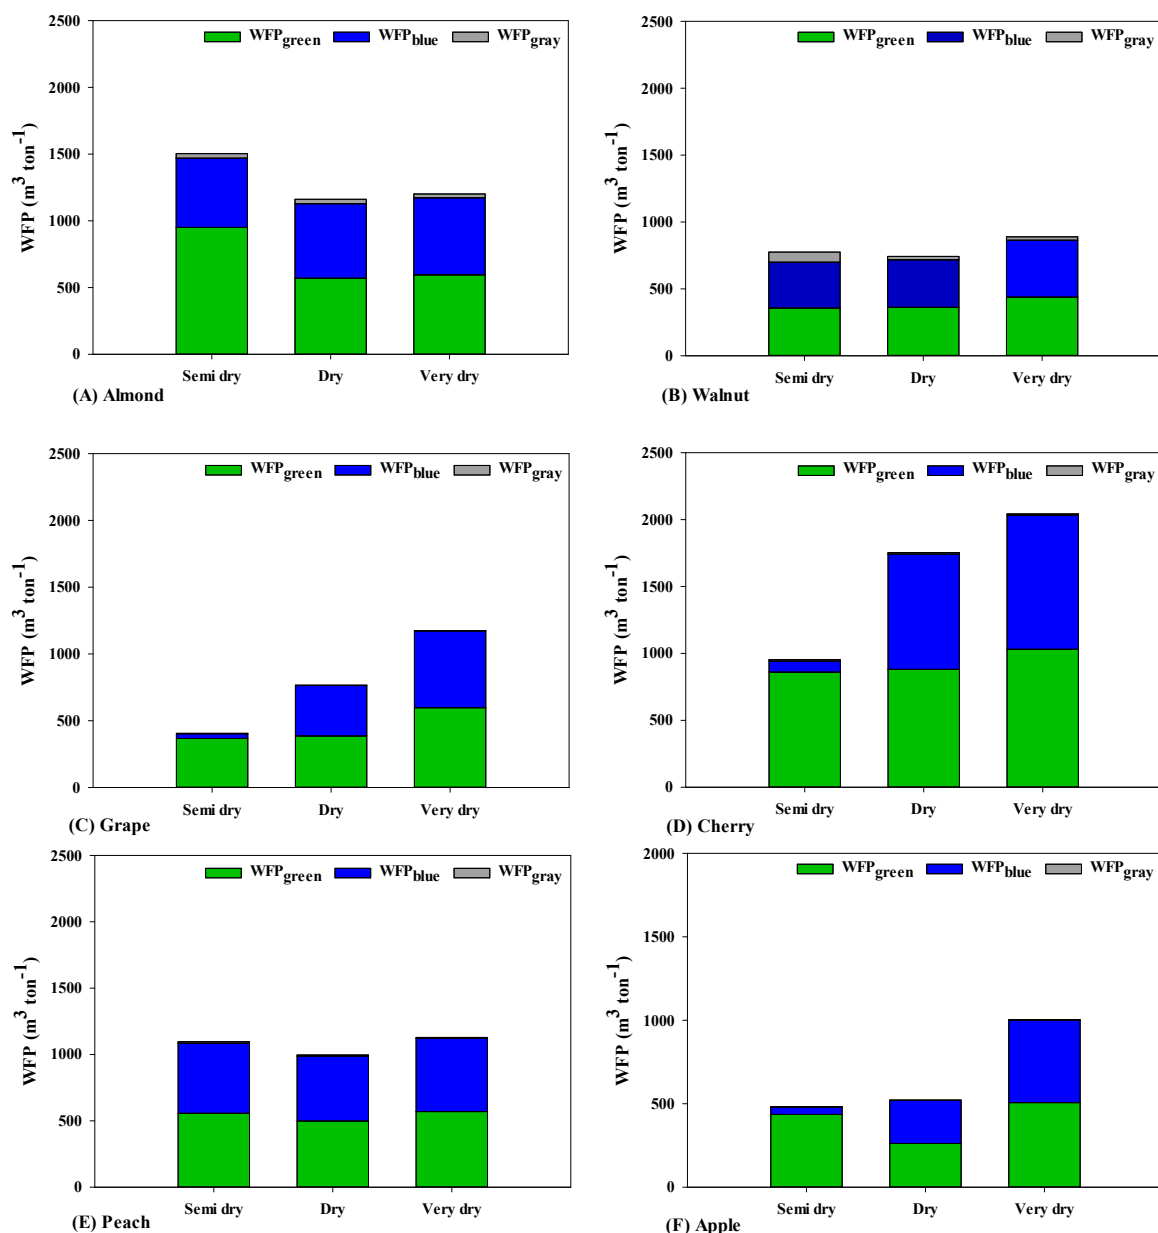 WFPgreen WFPblue WFPgray
2500
2000
1500
1000
500
0
WFP (m3 ton-1)
Semi dry Dry Very dry
(A) Almond
WFPgreen WFPblue WFPgray
2500
2000
1500
1000
500
0
WFP (m3 ton-1)
Semi dry Dry Very dry
(B) Walnut
WFPgreen WFPblue WFPgray
2500
2000
1500
1000
500
0
WFP (m3 ton-1)
Semi dry Dry Very dry
(C) Grape
WFPgreen WFPblue WFPgray
2500
2000
1500
1000
500
0
WFP (m3 ton-1)
Semi dry Dry Very dry
(D) Cherry
WFPgreen WFPblue WFPgray
2500
2000
1500
1000
500
0
WFP (m3 ton-1)
Semi dry Dry Very dry
(E) Peach
WFPgreen WFPblue WFPgray
2000
1500
1000
500
0
WFP (m3 ton-1)
Semi dry Dry Very dry
(F) Apple